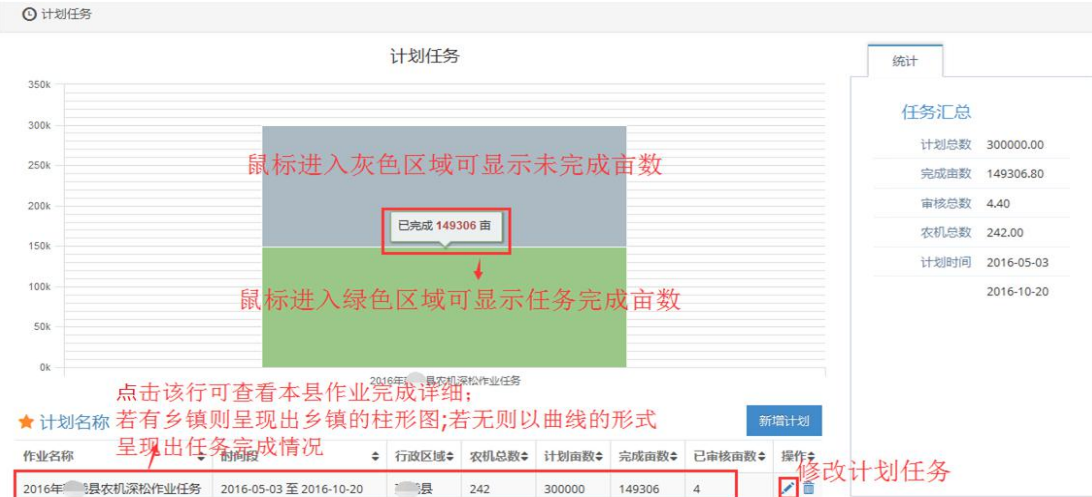 计划任务
计划任务
统计
350k
300k
250k
200k
150k
100k
50k
0k
鼠标进入灰色区域可显示未完成亩数
已完成 149306 亩
鼠标进入绿色区域可显示任务完成亩数
2016年 县农机深松作业任务
任务汇总
计划总数 300000.00
完成亩数 149306.80
审核总数 4.40
农机总数 242.00
计划时间 2016-05-03
2016-10-20
点击该行可查看本县作业完成详细;
若有乡镇则呈现出乡镇的柱形图;若无则以曲线的形式
呈现出任务完成情况
计划名称
新增计划
作业名称 时间段 行政区域 农机总数 计划亩数 完成亩数 已审核亩数 操作
修改计划任务
2016年 县农机深松作业任务 2016-05-03 至 2016-10-20 县 242 300000 149306 4